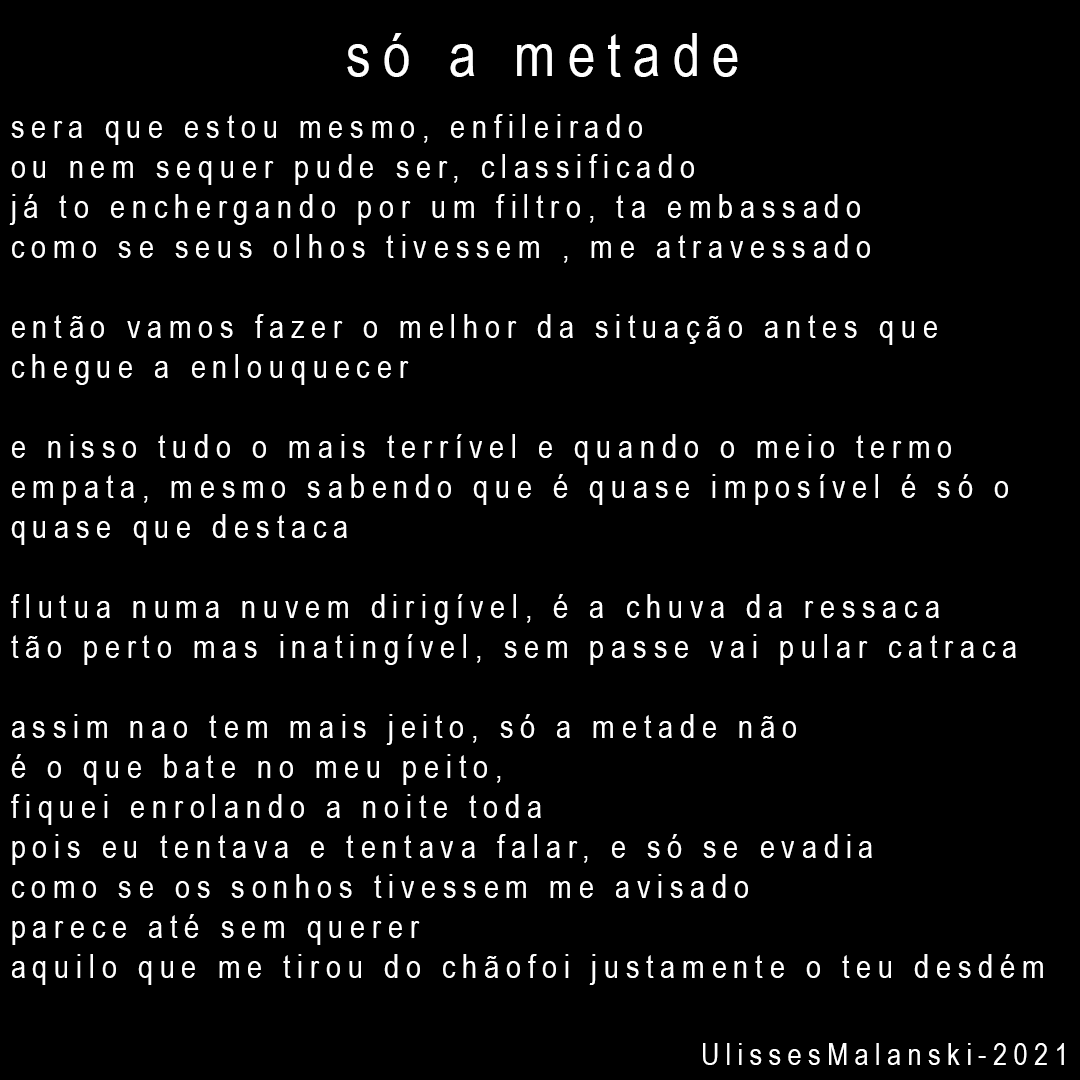 só a metade
sera que estou mesmo, enfileirado
ou nem sequer pude ser, classificado
já to enchergando por um filtro, ta embassado
como se seus olhos tivessem , me atravessado
então vamos fazer o melhor da situação antes que
chegue a enlouquecer
e nisso tudo o mais terrível e quando o meio termo
empata, mesmo sabendo que é quase imposível é só o
quase que destaca
flutua numa nuvem dirigível, é a chuva da ressaca
tão perto mas inatingível, sem passe vai pular catraca
assim nao tem mais jeito, só a metade não
é o que bate no meu peito,
fiquei enrolando a noite toda
pois eu tentava e tentava falar, e só se evadia
como se os sonhos tivessem me avisado
parece até sem querer
aquilo que me tirou do chãofoi justamente o teu desdém
UlissesMalanski-2021